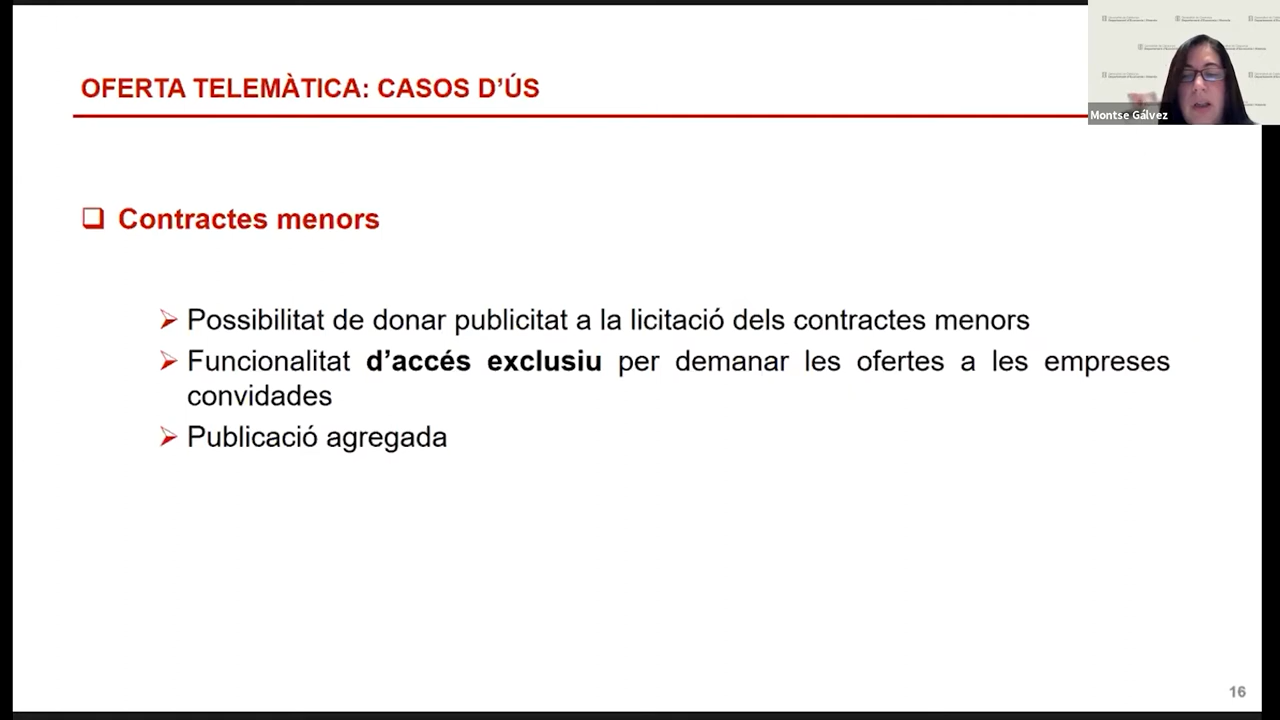 OFERTA TELEMÀTICA: CASOS D'ÚS
Montse Gálvez
Contractes menors
Possibilitat de donar publicitat a la licitació dels contractes menors
Funcionalitat d'accés exclusiu per demanar les ofertes a les empreses
convidades
Publicació agregada
16